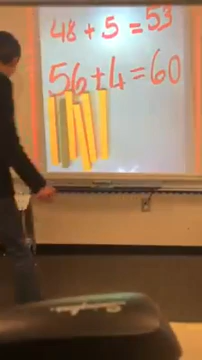 48 + 5 = 53
56 + 4 = 60